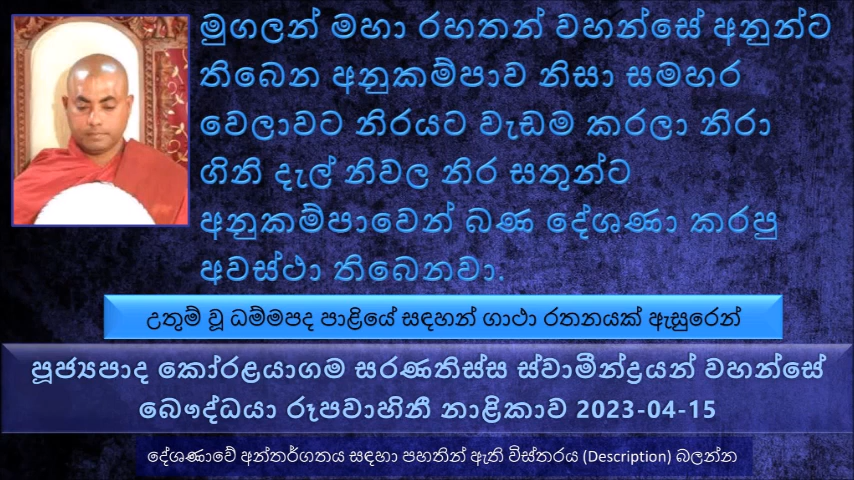 මුගලන් මහා රහතන් වහන්සේ අනුන්ට
තිබෙන අනුකම්පාව නිසා සමහර
වෙලාවට නිරයට වැඩම කරලා නිරා
ගිනි දැල් නිවල නිර සතුන්ට
අනුකම්පාවෙන් බණ දේශණා කරපු
අවස්ථා තිබෙනවා.
උතුම් වූ ධම්මපද පාළියේ සඳහන් ගාථා රතනයක් ඇසුරෙන්
පූජ්‍යපාද කෝරළයාගම සරණතිස්ස ස්වාමීන්ද්‍රයන් වහන්සේ
බෞද්ධයා රූපවාහිනී නාළිකාව 2023-04-15
දේශණාවේ අන්තර්ගතය සඳහා පහතින් ඇති විස්තරය (Description) බලන්න